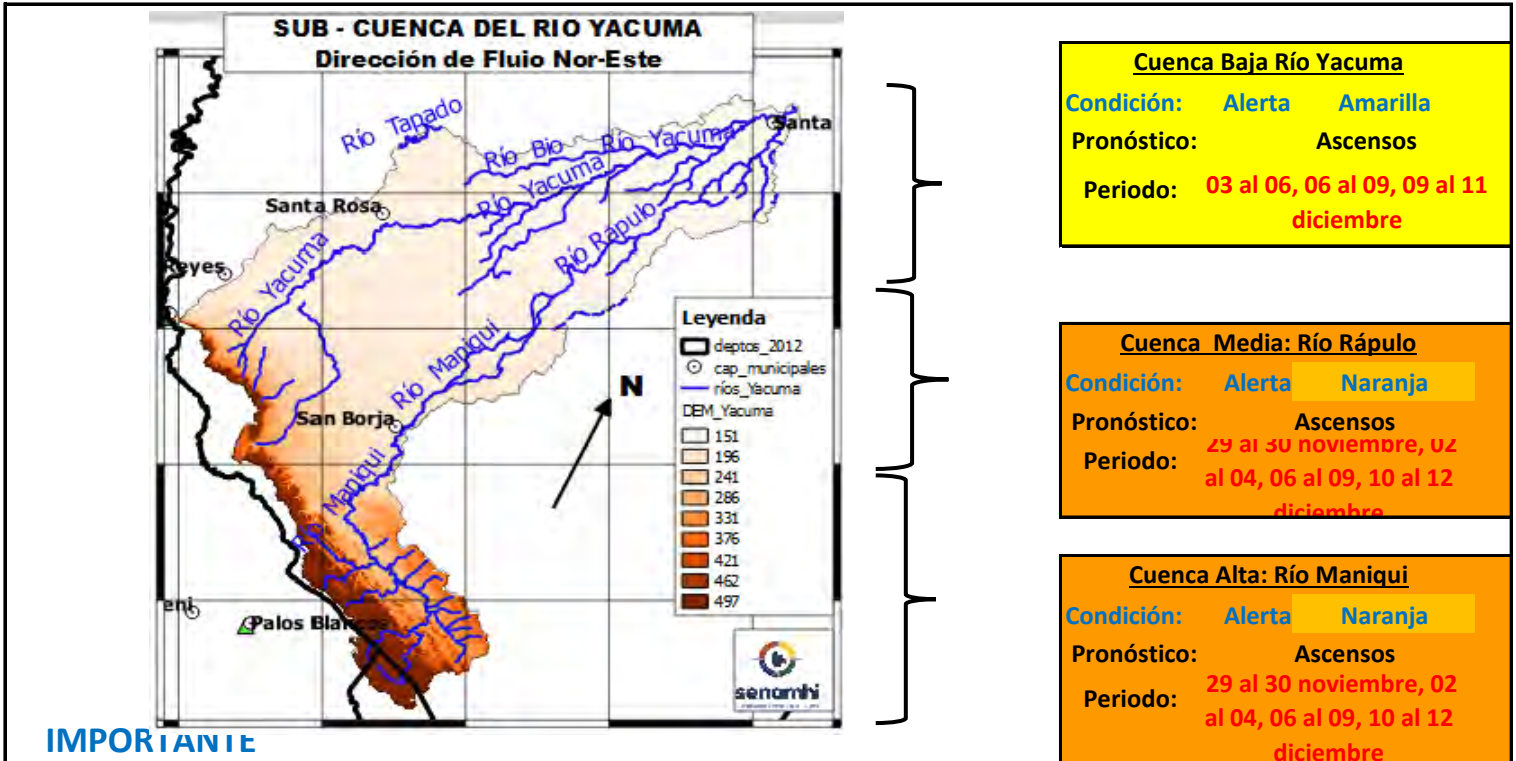 SUB - CUENCA DEL RIO YACUMA
Dirección de Flujo Nor-Este
Río Tapado
Río Bio
Río Yacuma
Santa
Río Yacuma
Santa Rosa
Río Rápulo
Reyes
Río Yacuma
Río Maniqui
San Borja
Río Maniqui
eni
Palos Blancos
N
Leyenda
deptos_2012
cap_municipales
ríos_Yacuma
DEM_Yacuma
151
196
241
286
331
376
421
462
497
senamhi
Cuenca Baja Río Yacuma
Condición: Alerta Amarilla
Pronóstico: Ascensos
Periodo: 03 al 06, 06 al 09, 09 al 11
diciembre
Cuenca Media: Río Rápulo
Condición: Alerta Naranja
Pronóstico: Ascensos
Periodo: 29 al 30 noviembre, 02
al 04, 06 al 09, 10 al 12
diciembre
Cuenca Alta: Río Maniqui
Condición: Alerta Naranja
Pronóstico: Ascensos
Periodo: 29 al 30 noviembre, 02
al 04, 06 al 09, 10 al 12
diciembre
IMPORTANTE